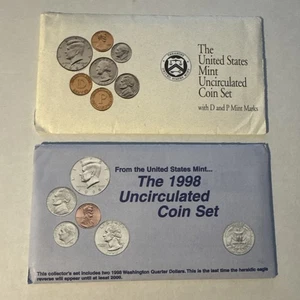 The
United States
Mint
Uncirculated
Coin Set
with D and P Mint Marks
From the United States Mint...
The 1998
Uncirculated
Coin Set
This collector's set includes two 1998 Washington Quarter Dollars. This is the last time the heraldic eagle
reverse will appear until at least 2009.